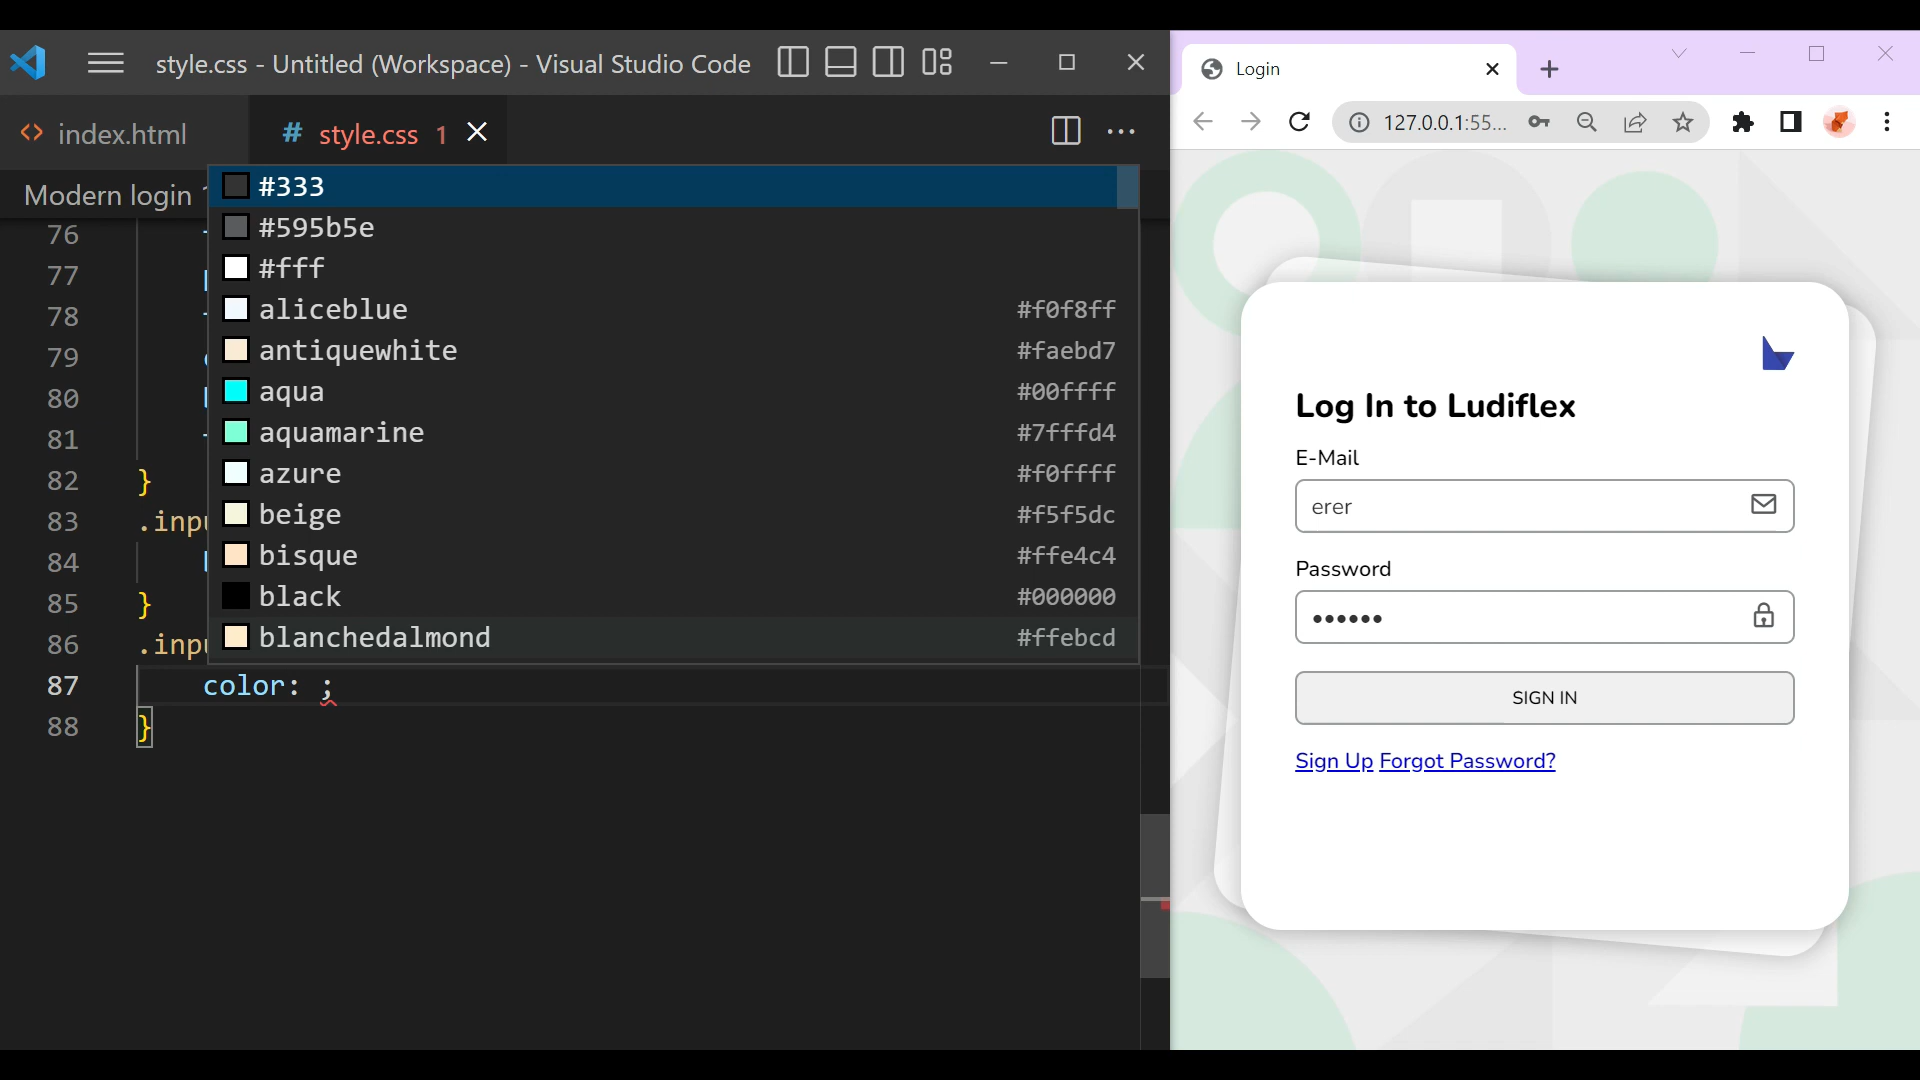 style.css - Untitled (Workspace) - Visual Studio Code
index.html
# style.css 1
Modern login
#333
#595b5e
#fff
aliceblue #f0f8ff
antiquewhite #faebd7
aqua #00ffff
aquamarine #7fffd4
azure #f0ffff
beige #f5f5dc
bisque #ffe4c4
black #000000
blanchedalmond #ffebcd
76
77
78
79
80
81
82 }
83 .inpu
84
85 }
86 .inpu
87 color: ;
88 }
Login
127.0.0.1:55...
Log In to Ludiflex
E-Mail
erer
Password
••••••
SIGN IN
Sign Up Forgot Password?